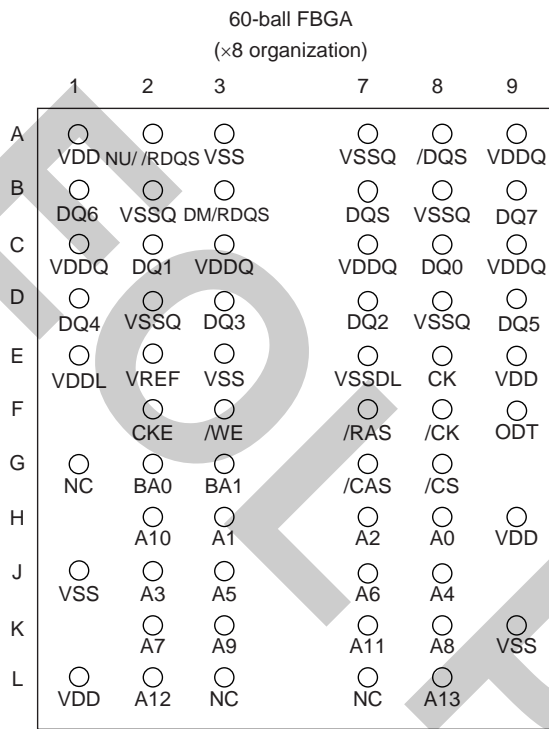 60-ball FBGA
(×8 organization)
1 2 3 7 8 9
A
VDD NU/ /RDQS VSS VSSQ /DQS VDDQ
B
DQ6 VSSQ DM/RDQS DQS VSSQ DQ7
C
VDDQ DQ1 VDDQ VDDQ DQ0 VDDQ
D
DQ4 VSSQ DQ3 DQ2 VSSQ DQ5
E
VDDL VREF VSS VSSDL CK VDD
F
CKE /WE /RAS /CK ODT
G
NC BA0 BA1 /CAS /CS
H
A10 A1 A2 A0 VDD
J
VSS A3 A5 A6 A4
K
A7 A9 A11 A8 VSS
L
VDD A12 NC NC A13
EOL